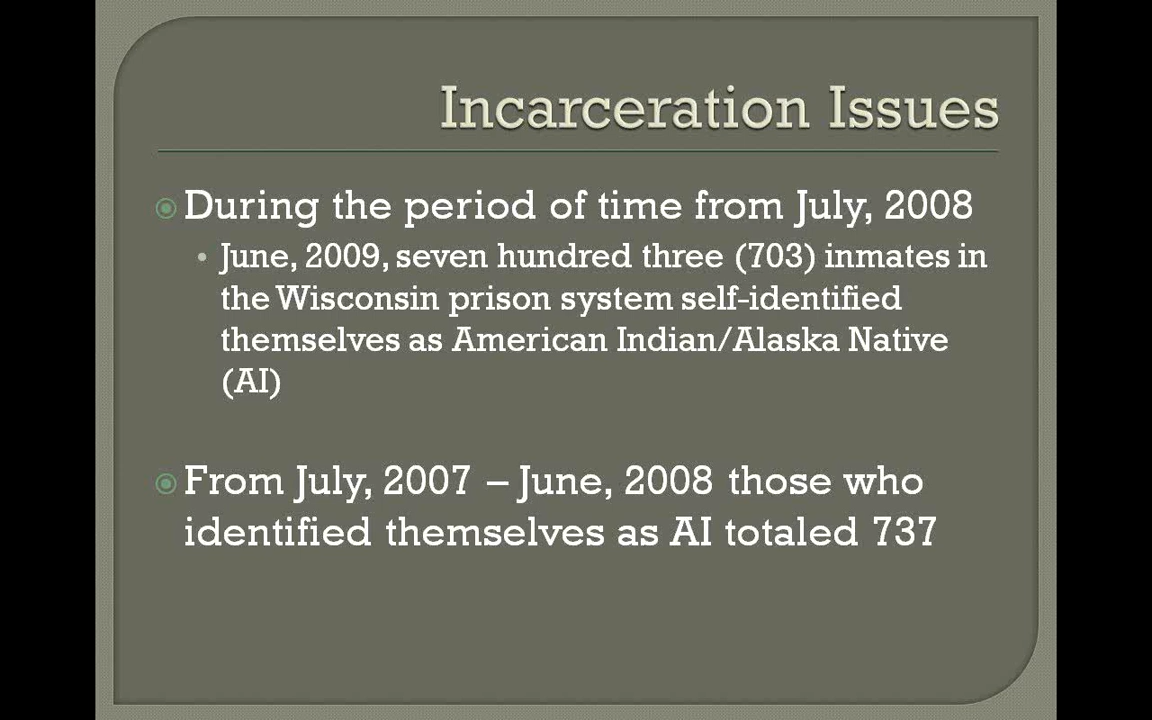 Incarceration Issues
During the period of time from July, 2008
June, 2009, seven hundred three (703) inmates in
the Wisconsin prison system self-identified
themselves as American Indian/Alaska Native
(AI)
From July, 2007 – June, 2008 those who
identified themselves as AI totaled 737